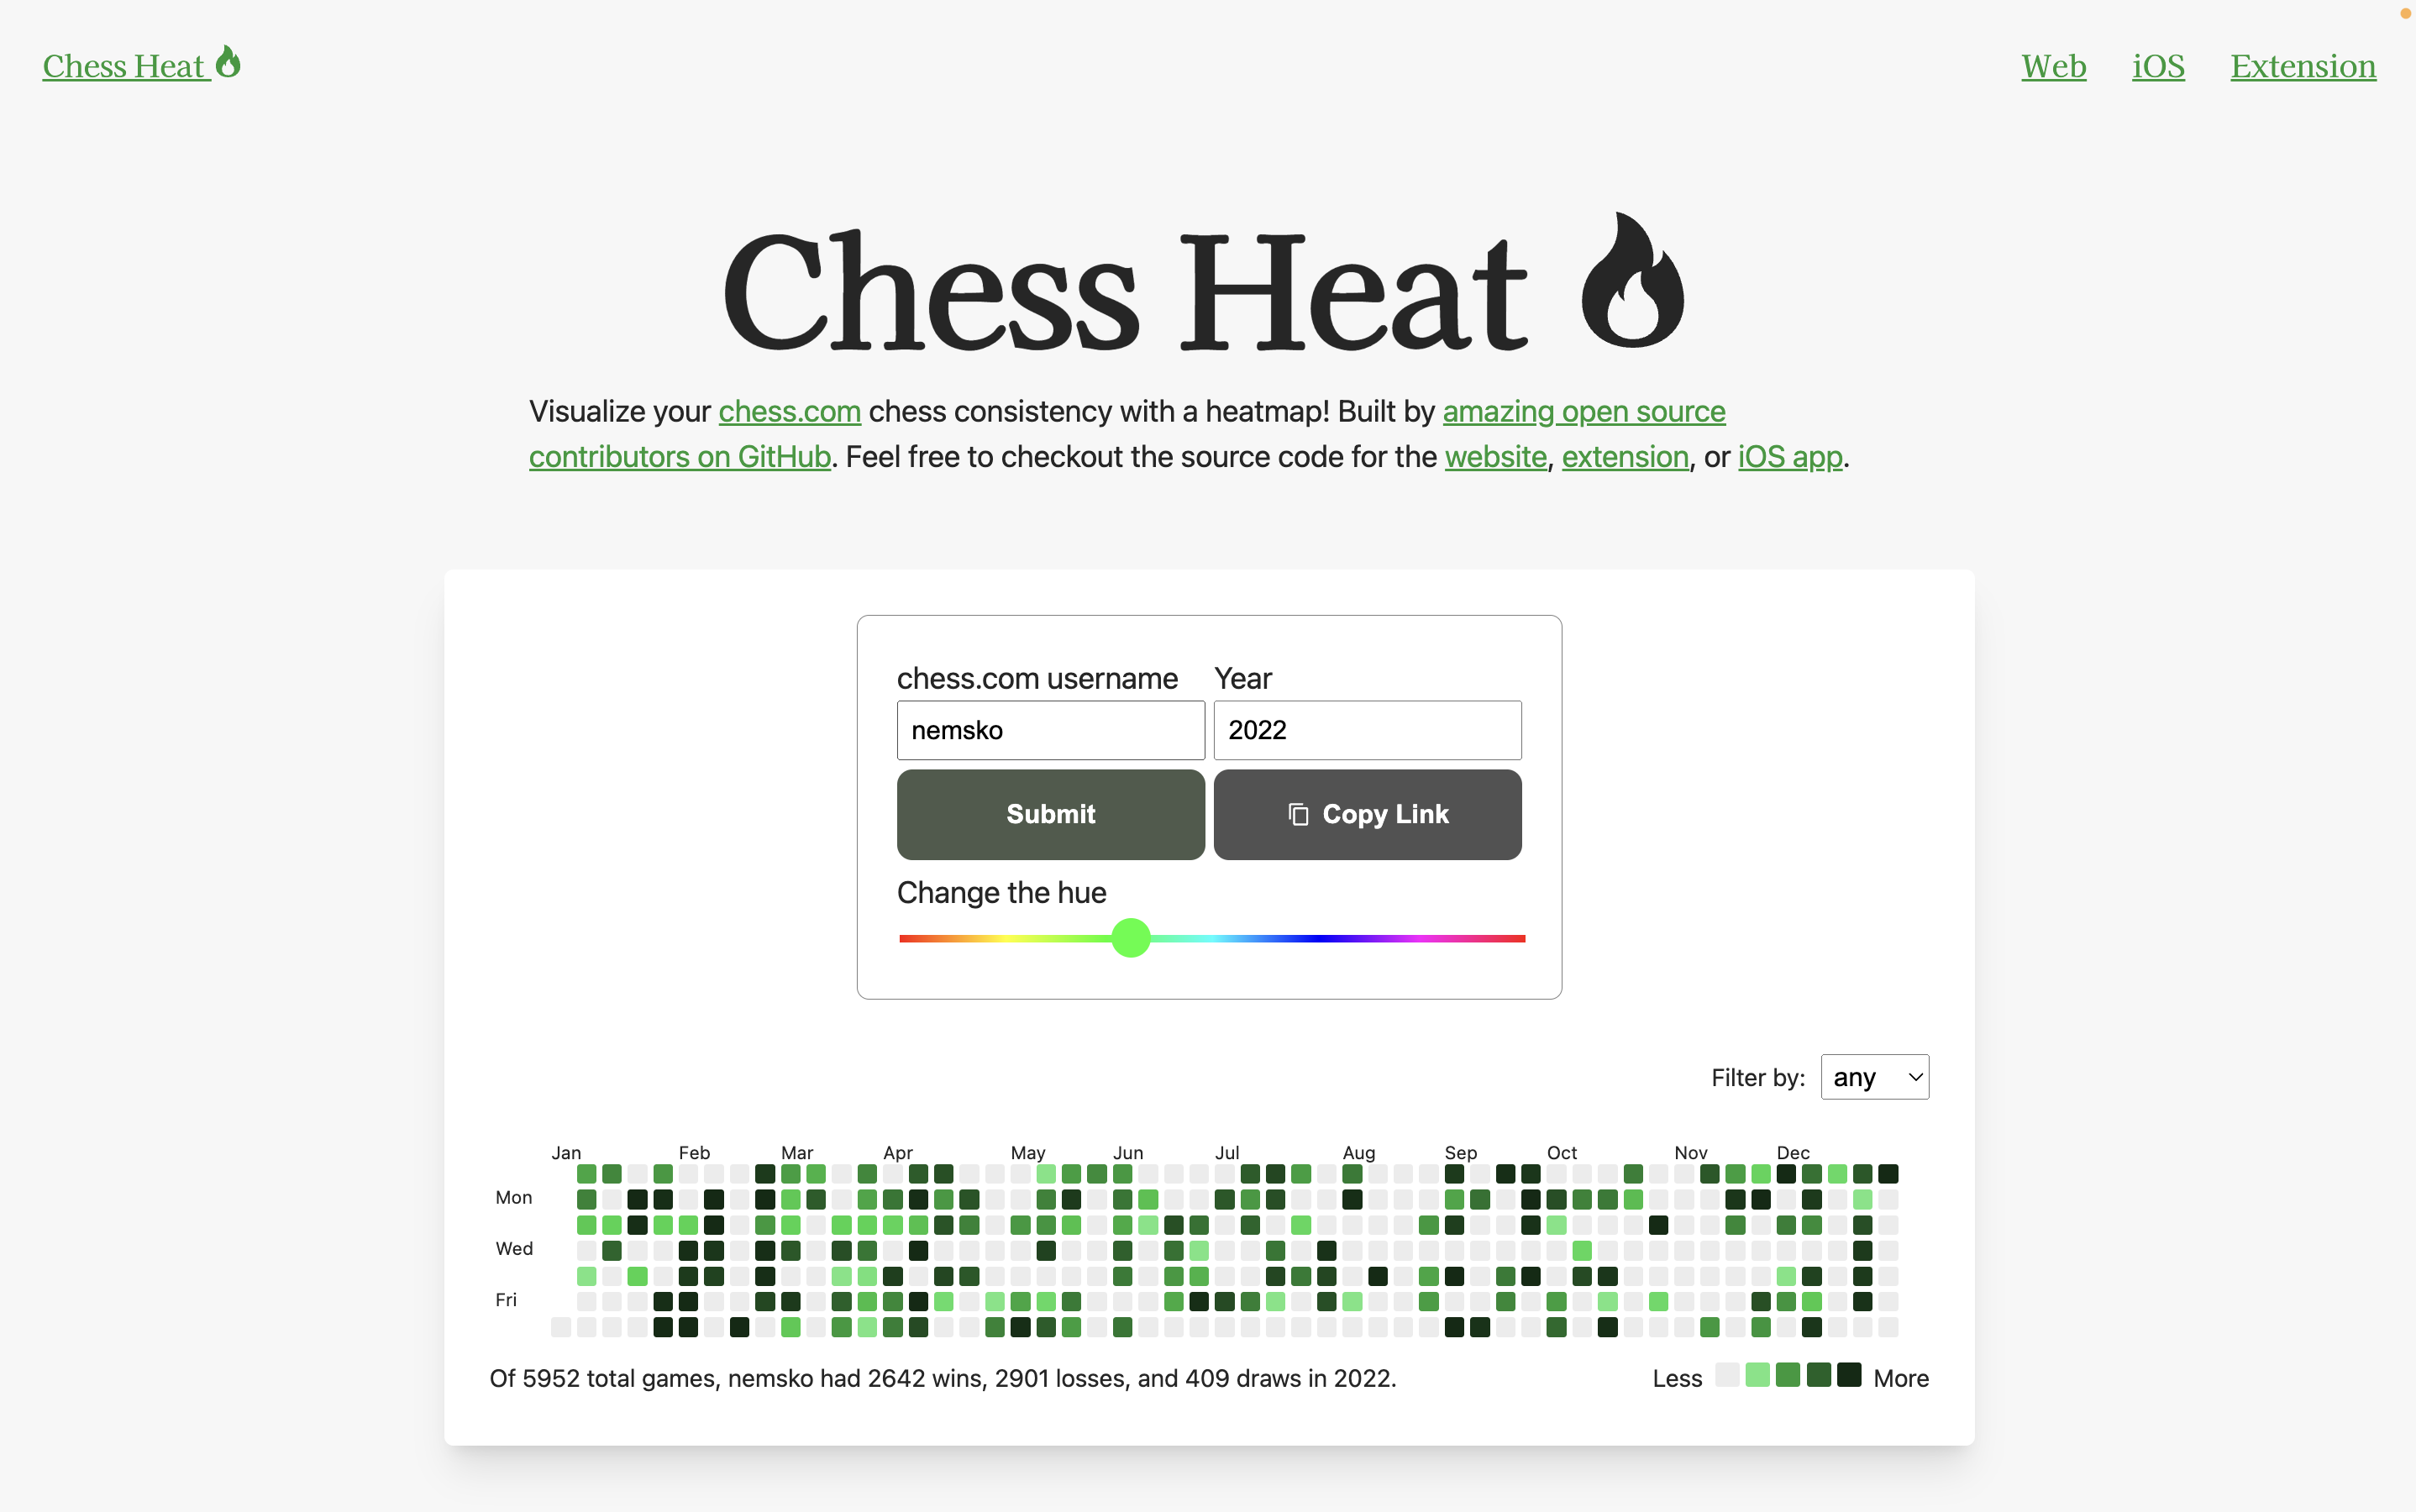 Chess Heat
Web iOS Extension
Chess Heat
Visualize your chess.com chess consistency with a heatmap! Built by amazing open source
contributors on GitHub. Feel free to checkout the source code for the website, extension, or iOS app.
chess.com username Year
nemsko 2022
Submit Copy Link
Change the hue
Filter by: any
Jan Feb Mar Apr May Jun Jul Aug Sep Oct Nov Dec
Mon
Wed
Fri
Of 5952 total games, nemsko had 2642 wins, 2901 losses, and 409 draws in 2022. Less More